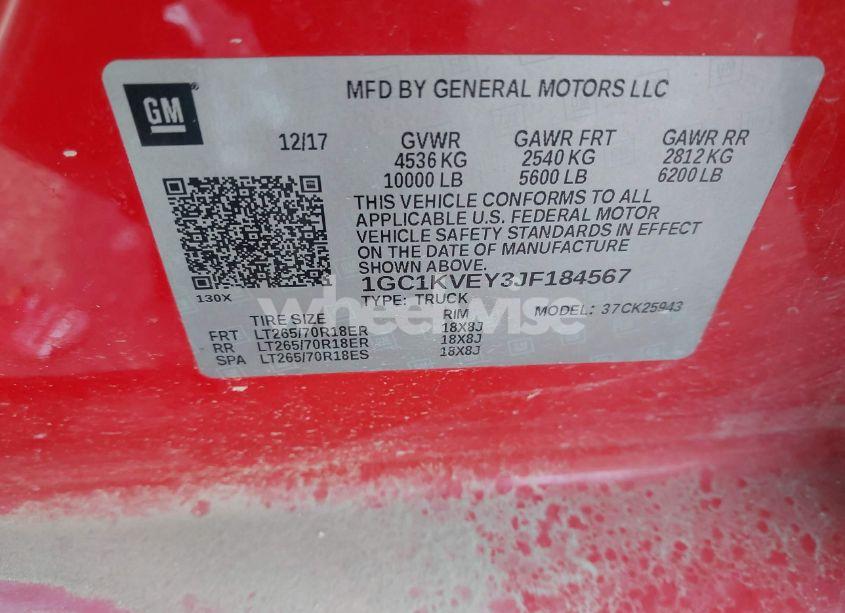 GM
MFD BY GENERAL MOTORS LLC
12/17 GVWR GAWR FRT GAWR RR
4536 KG 2540 KG 2812 KG
10000 LB 5600 LB 6200 LB
THIS VEHICLE CONFORMS TO ALL
APPLICABLE U.S. FEDERAL MOTOR
VEHICLE SAFETY STANDARDS IN EFFECT
ON THE DATE OF MANUFACTURE
SHOWN ABOVE.
1GC1KVEY3JF184567
130X
TYPE: TRUCK MODEL: 37CK25943
wheelwise
TIRE SIZE RIM
FRT LT265/70R18ER 18X8J
RR LT265/70R18ER 18X8J
SPA LT265/70R18ES 18X8J